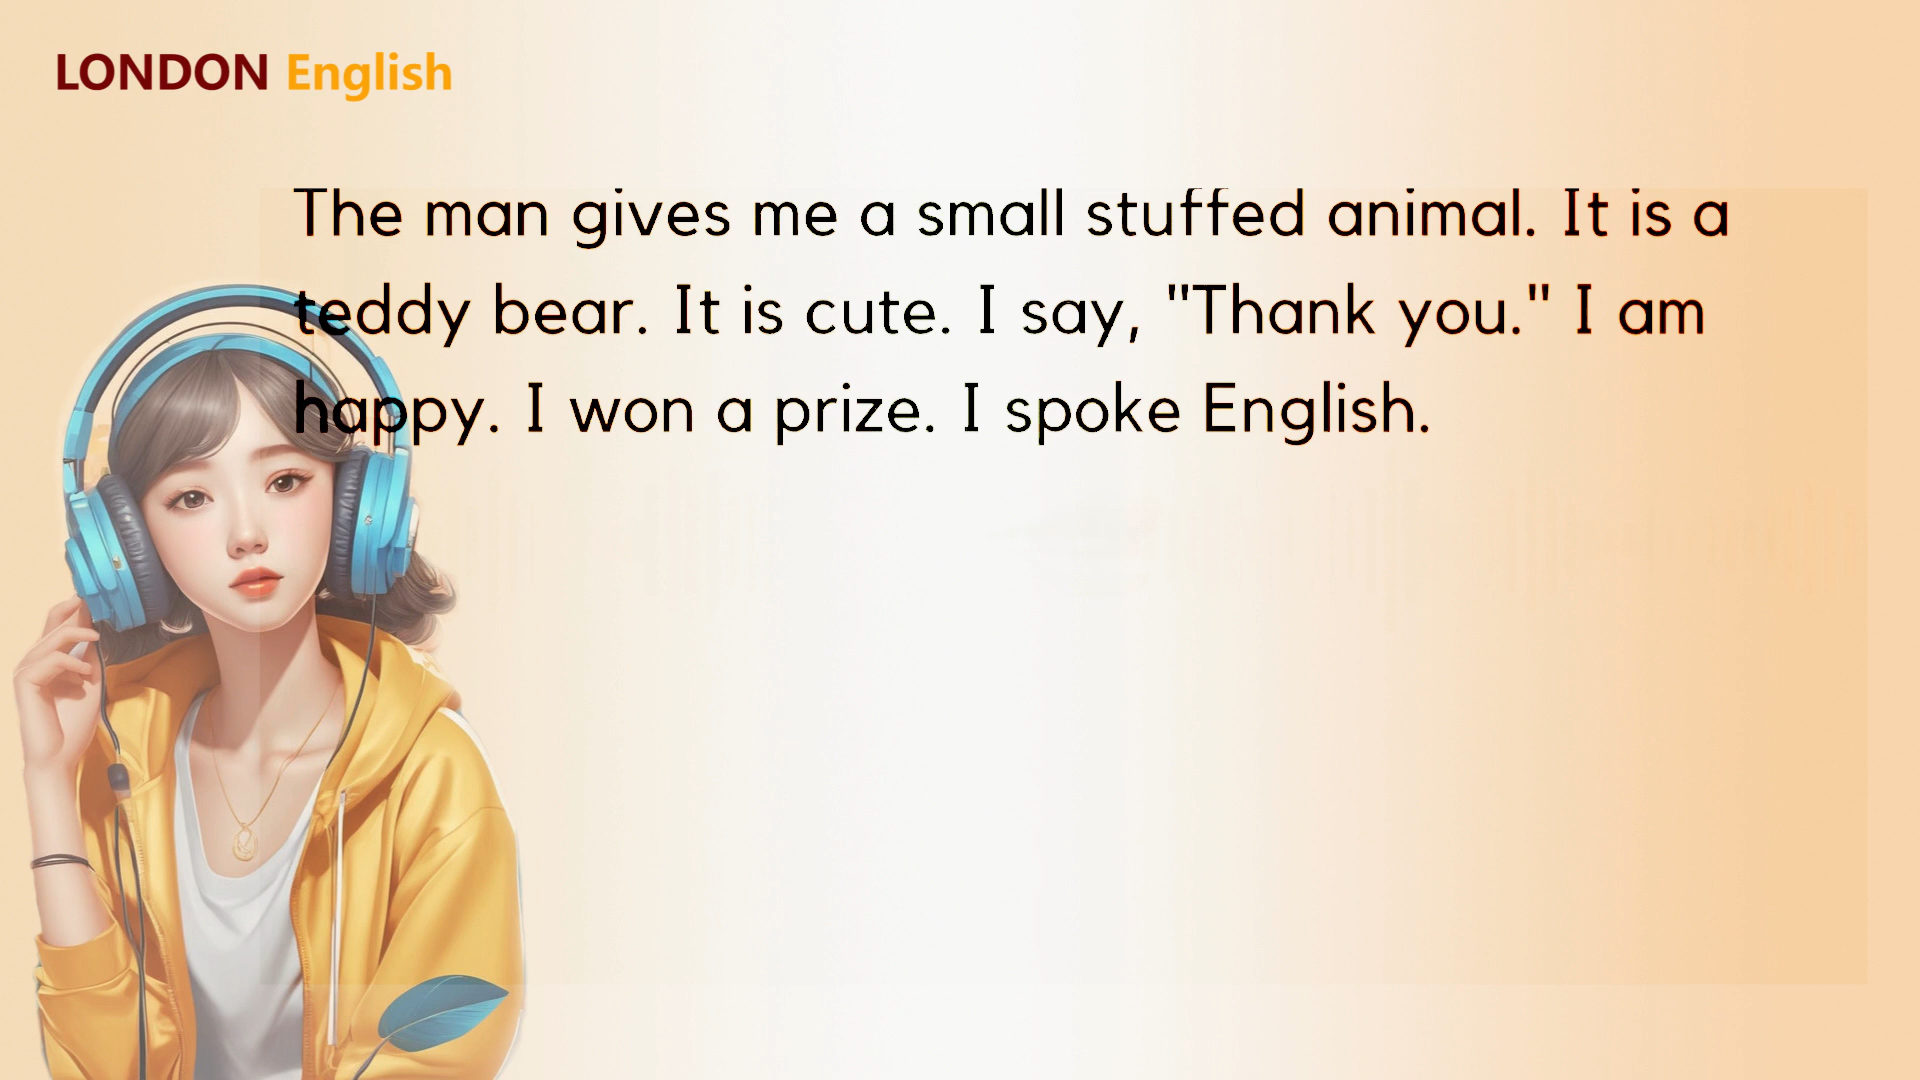 LONDON English
The man gives me a small stuffed animal. It is a
teddy bear. It is cute. I say, "Thank you." I am
happy. I won a prize. I spoke English.